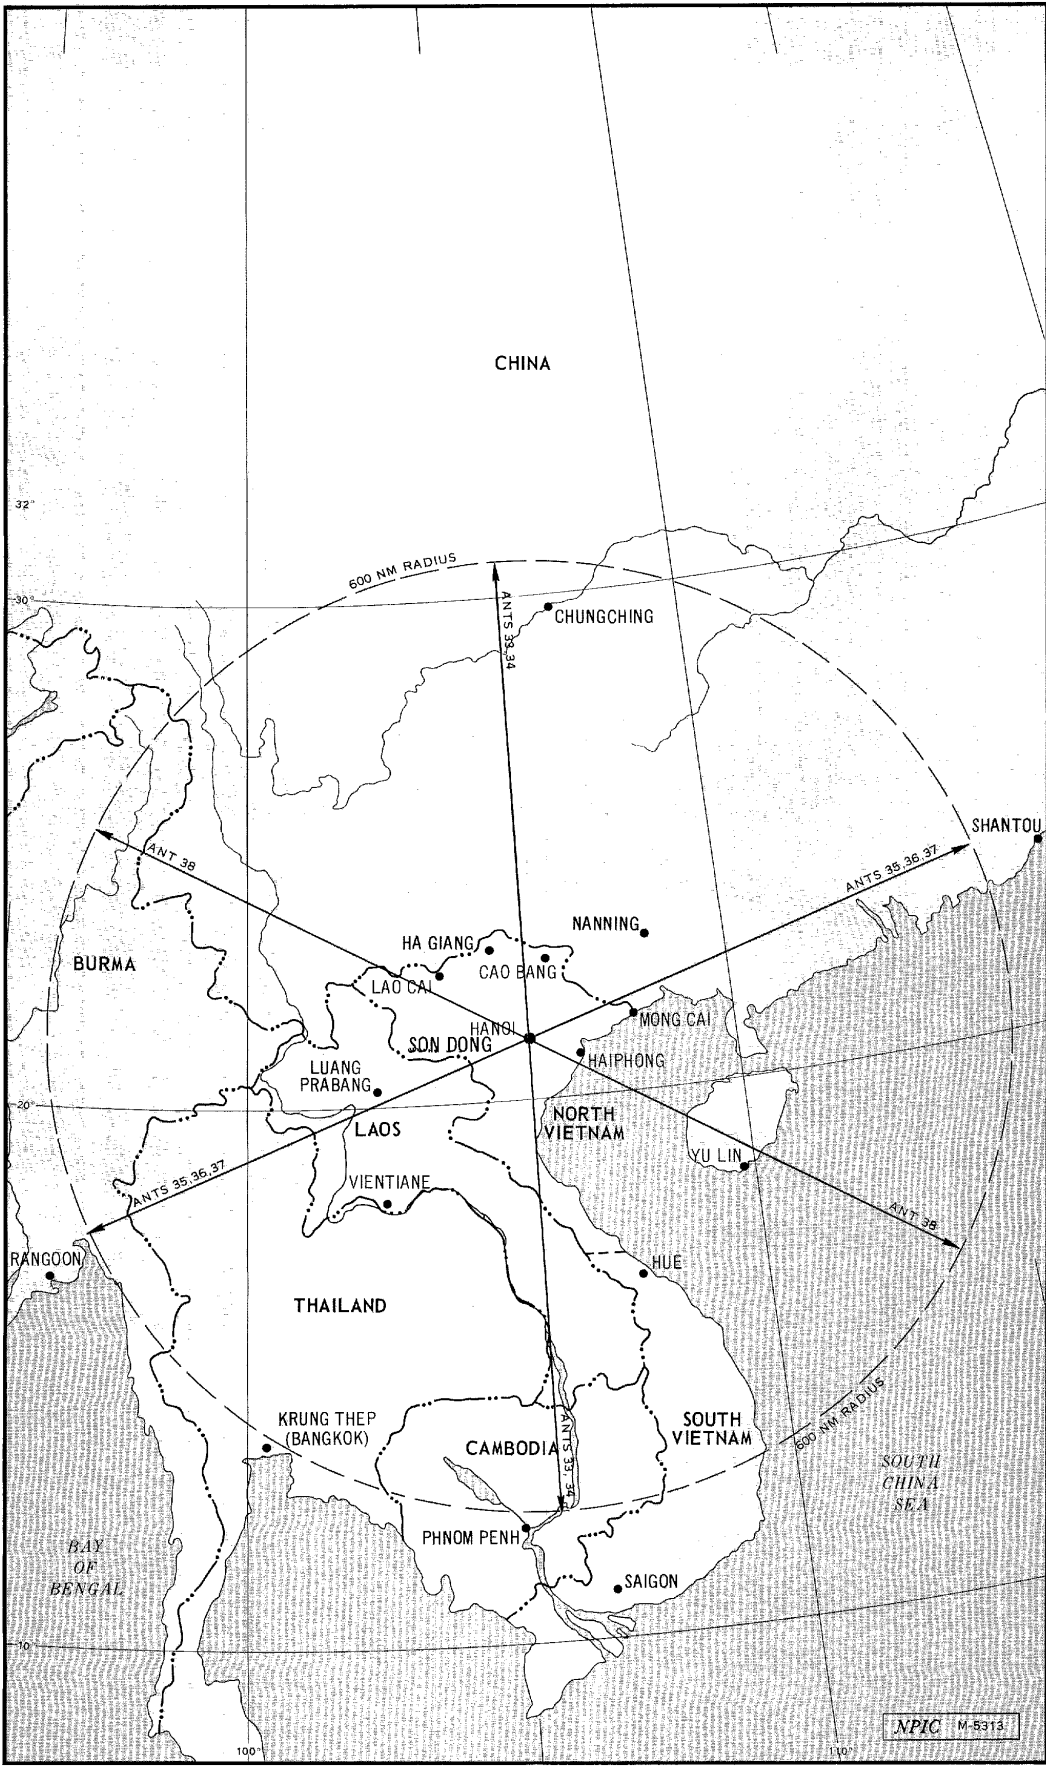 CHINA
32°
600 NM RADIUS
30°
ANTS 33,34
CHUNGCHING
SHANTOU
ANT 38
ANTS 35,36,37
NANNING
HA GIANG
BURMA
CAO BANG
LAO CAI
MONG CAI
HANOI
SON DONG
HAIPHONG
LUANG
PRABANG
20°
NORTH
VIETNAM
LAOS
YU LIN
ANTS 35,36,37
VIENTIANE
ANT 38
RANGOON
HUE
THAILAND
600 NM RADIUS
KRUNG THEP
(BANGKOK)
SOUTH
VIETNAM
CAMBODIA
ANTS 33, 34
SOUTH
CHINA
SEA
PHNOM PENH
BAY
OF
BENGAL
SAIGON
10°
NPIC M-5313
100°
110°